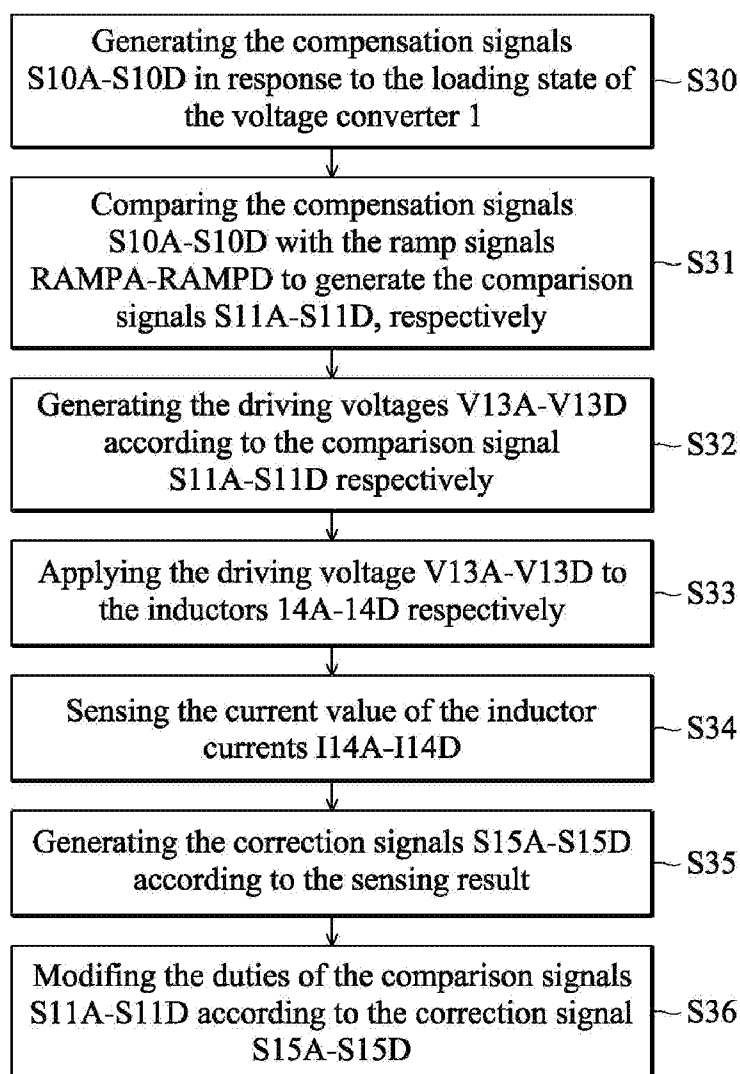 Generating the compensation signals
S10A-S10D in response to the loading state of
the voltage converter 1
S30
Comparing the compensation signals
S10A-S10D with the ramp signals
RAMPA-RAMPD to generate the comparison
signals S11A-S11D, respectively
S31
Generating the driving voltages V13A-V13D
according to the comparison signal
S11A-S11D respectively
S32
Applying the driving voltage V13A-V13D to
the inductors 14A-14D respectively
S33
Sensing the current value of the inductor
currents I14A-I14D
S34
Generating the correction signals S15A-S15D
according to the sensing result
S35
Modifing the duties of the comparison signals
S11A-S11D according to the correction signal
S15A-S15D
S36